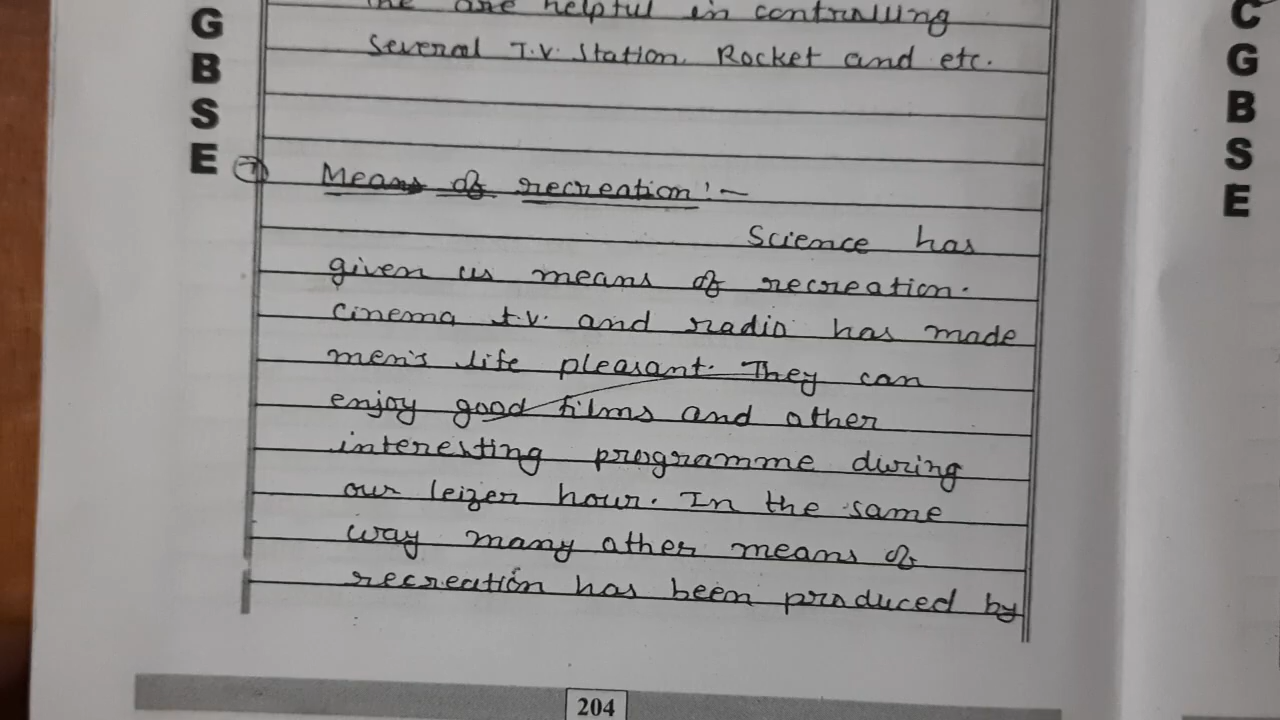 G
B
S
E
are helpful in controlling
several T.V. Station. Rocket and etc.
7 Means of recreation :-
Science has
given us means of recreation.
cinema t.v. and radio has made
men's life pleasant. They can
enjoy good films and other
interesting programme during
our leizer hour. In the same
way many other means of
recreation has been produced by
204
C
G
B
S
E